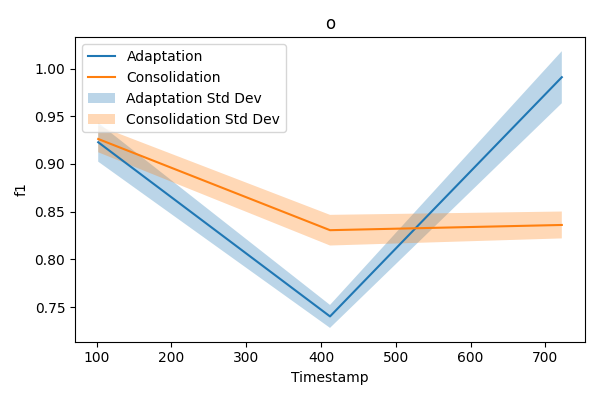 o
Adaptation
Consolidation
Adaptation Std Dev
Consolidation Std Dev
f1
1.00
0.95
0.90
0.85
0.80
0.75
100 200 300 400 500 600 700
Timestamp